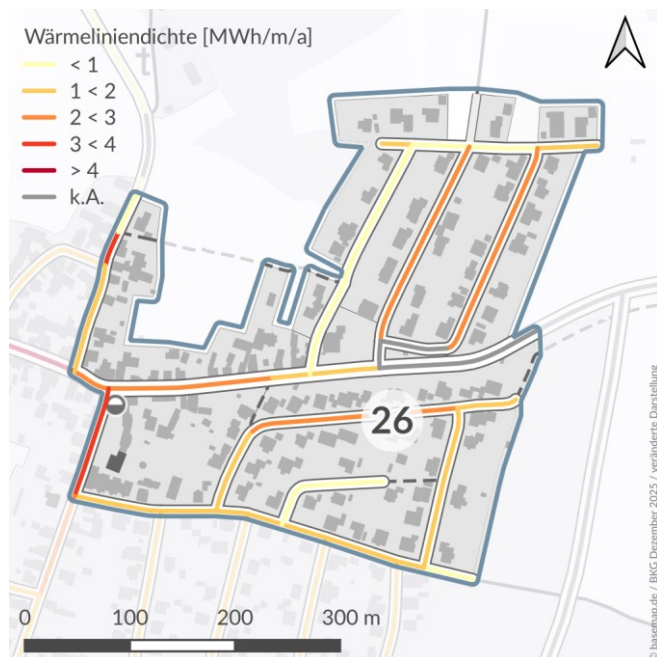 Wärmeliniendichte [MWh/m/a]
< 1
1 < 2
2 < 3
3 < 4
> 4
k.A.
26
0 100 200 300 m
© basemap.de / BKG Dezember 2025 / veränderte Darstellung